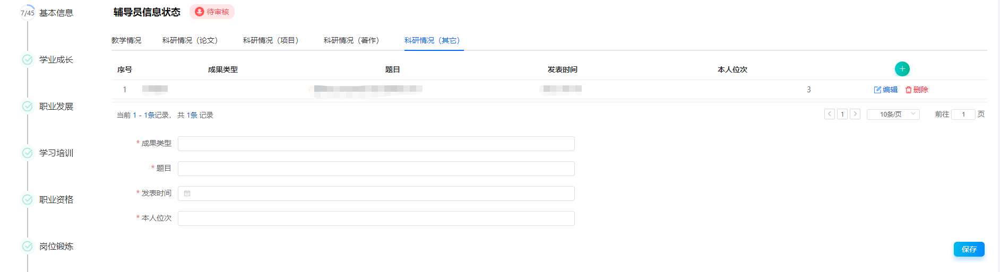 7/45 基本信息
学业成长
职业发展
学习培训
职业资格
岗位锻炼
辅导员信息状态 待审核
教学情况 科研情况（论文） 科研情况（项目） 科研情况（著作） 科研情况（其它）
序号 成果类型 题目 发表时间 本人位次
1 3 编辑 删除
当前 1 - 1条记录， 共 1条 记录 1 10条/页 前往 1 页
* 成果类型
* 题目
* 发表时间
* 本人位次
保存